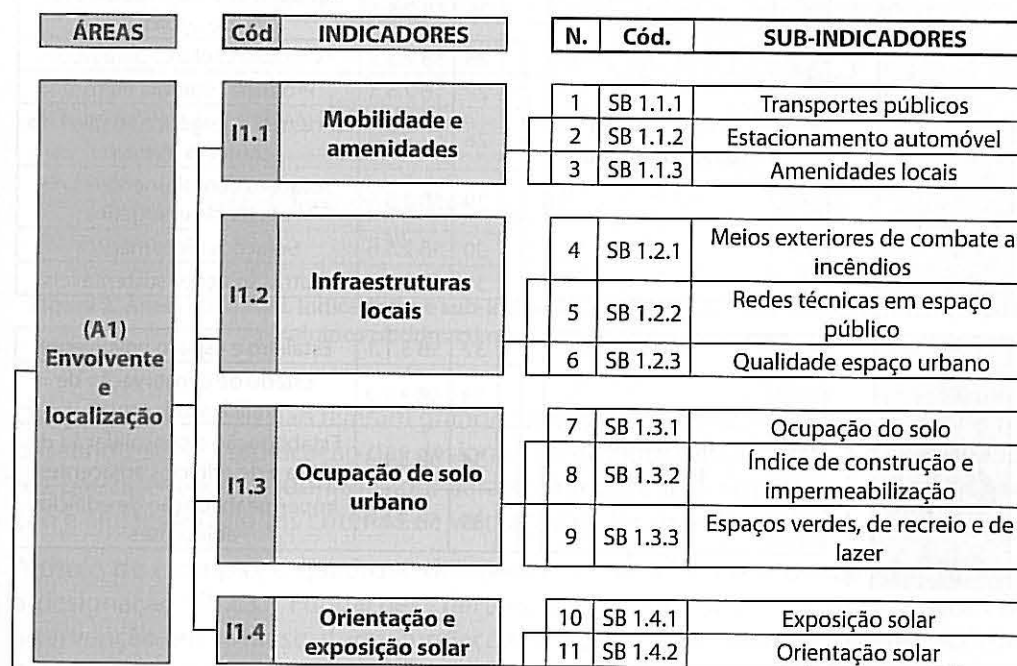 ÁREAS Cód INDICADORES N. Cód. SUB-INDICADORES
(A1)
Envolvente
e
localização
I1.1 Mobilidade e
amenidades
1 SB 1.1.1 Transportes públicos
2 SB 1.1.2 Estacionamento automóvel
3 SB 1.1.3 Amenidades locais
I1.2 Infraestruturas
locais
4 SB 1.2.1 Meios exteriores de combate a
incêndios
5 SB 1.2.2 Redes técnicas em espaço
público
6 SB 1.2.3 Qualidade espaço urbano
I1.3 Ocupação de solo
urbano
7 SB 1.3.1 Ocupação do solo
8 SB 1.3.2 Índice de construção e
impermeabilização
9 SB 1.3.3 Espaços verdes, de recreio e de
lazer
I1.4 Orientação e
exposição solar
10 SB 1.4.1 Exposição solar
11 SB 1.4.2 Orientação solar